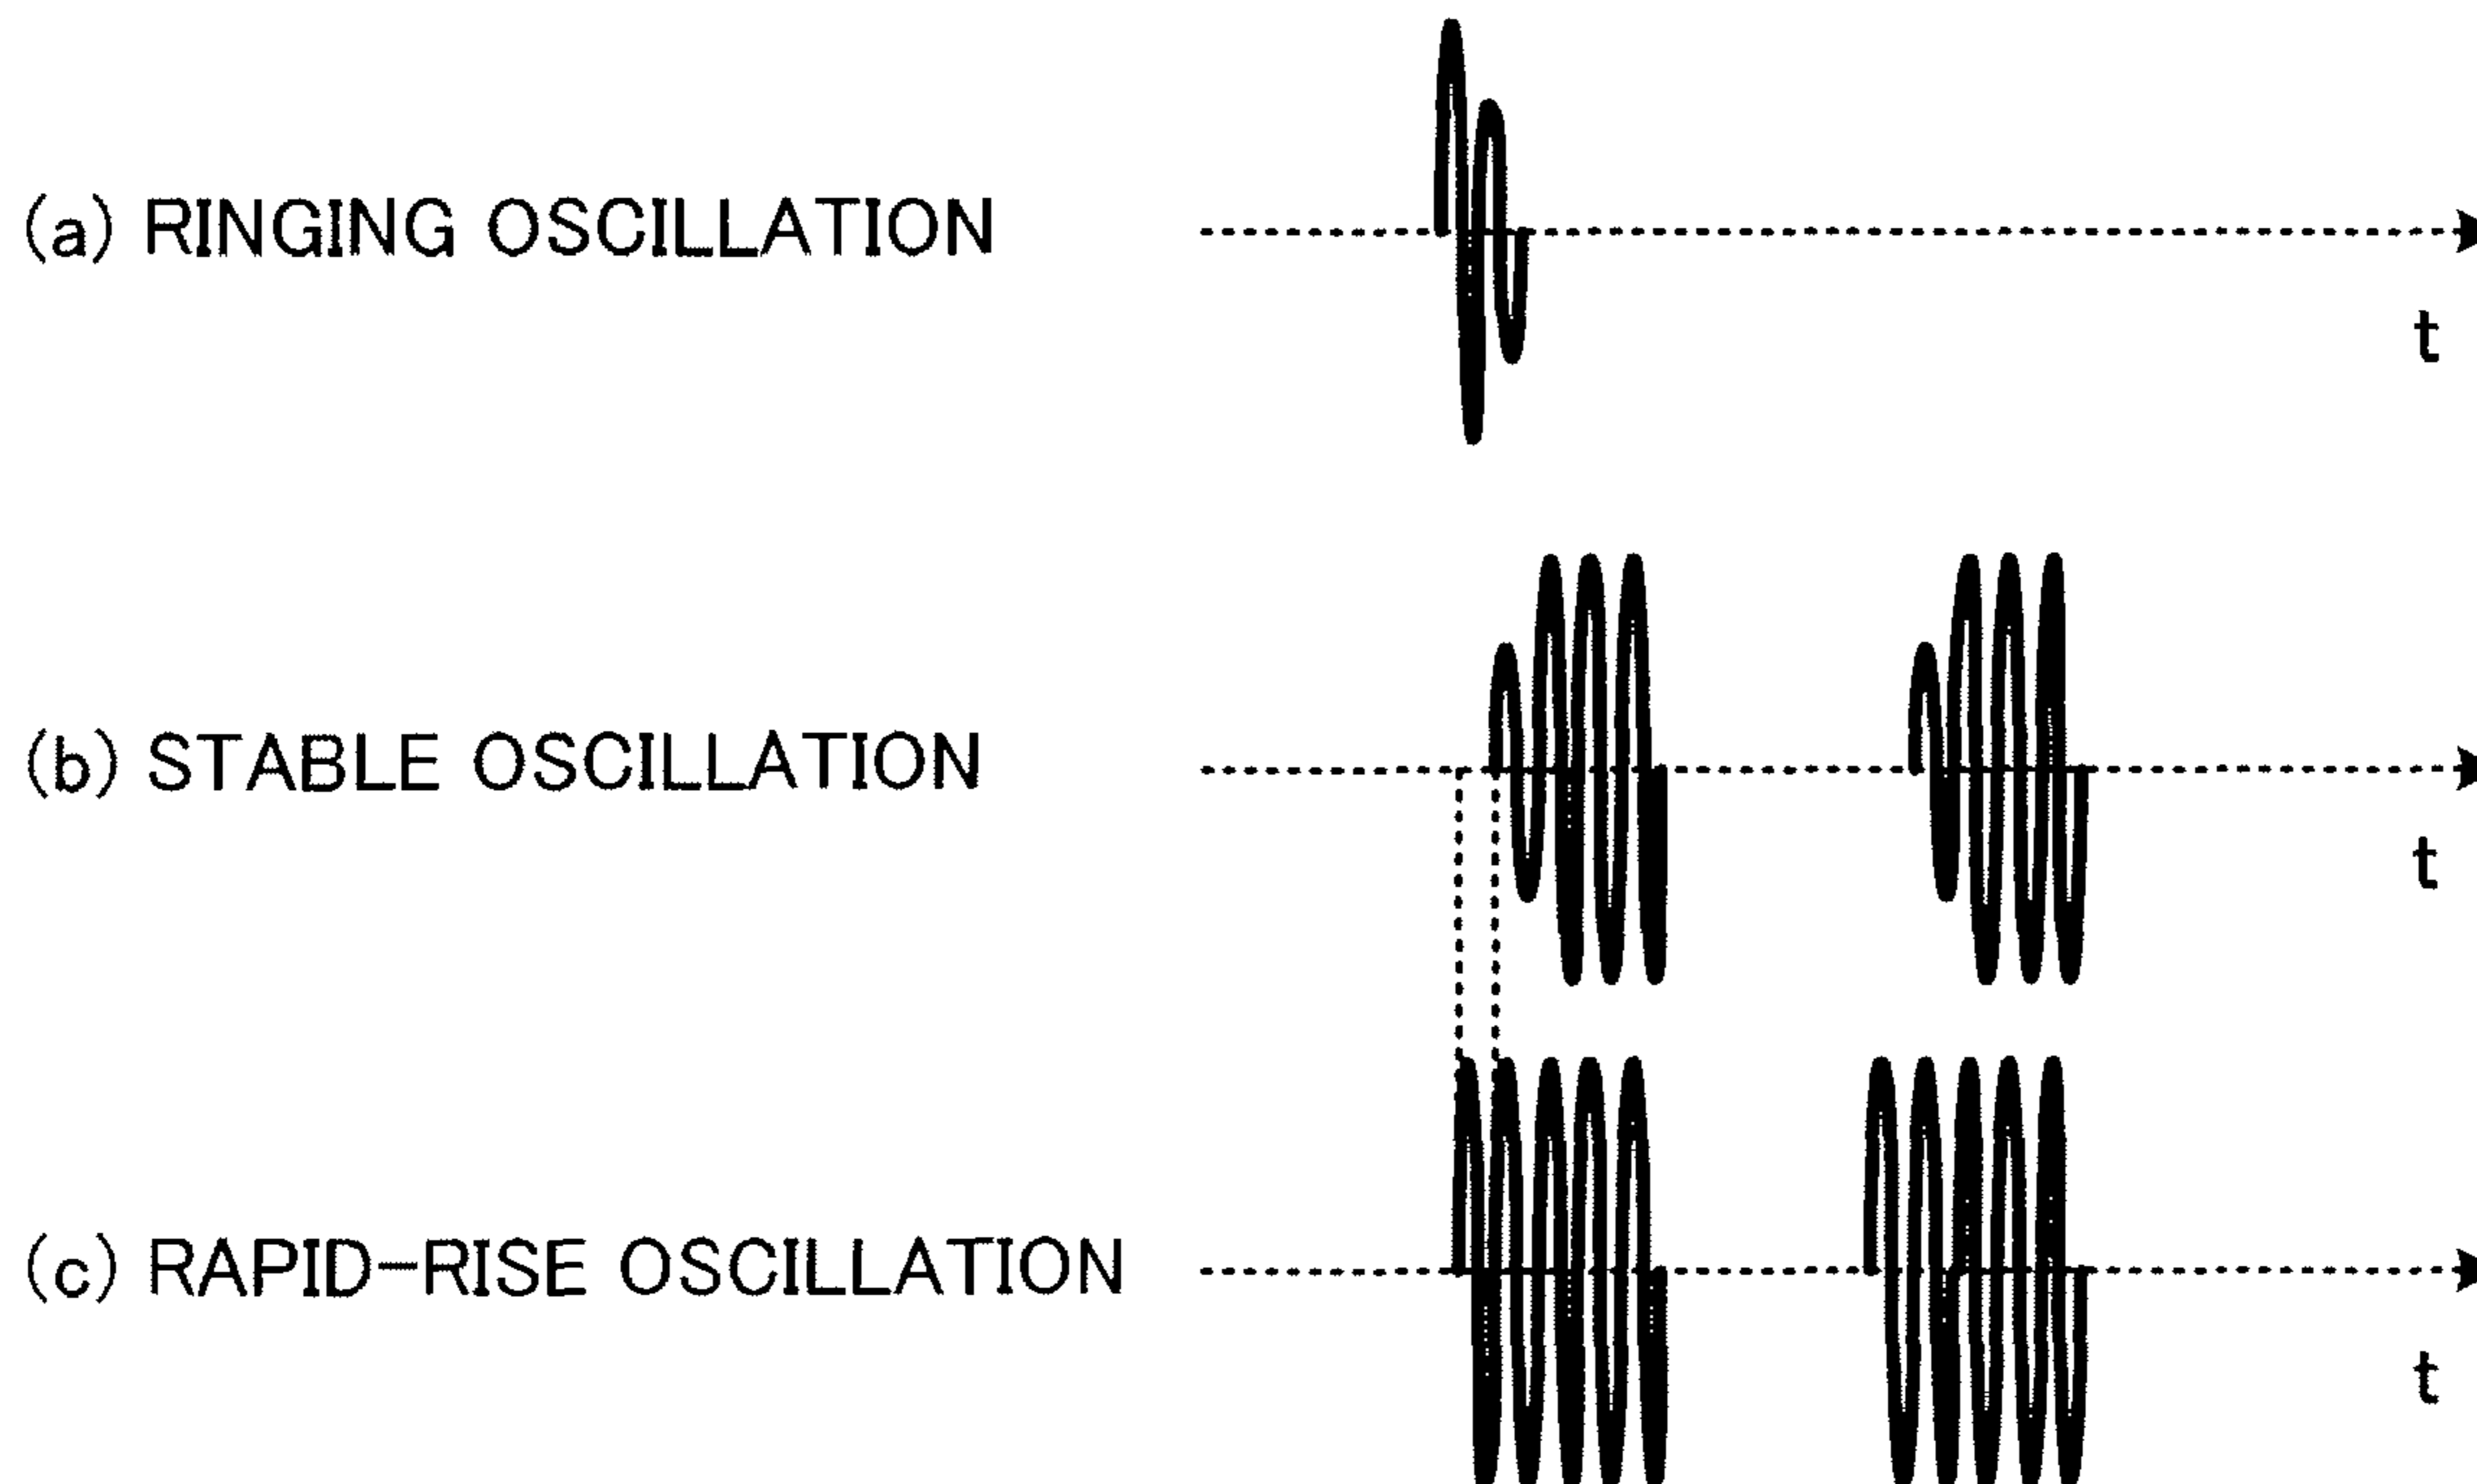 (a) RINGING OSCILLATION
t
(b) STABLE OSCILLATION
t
(c) RAPID-RISE OSCILLATION
t